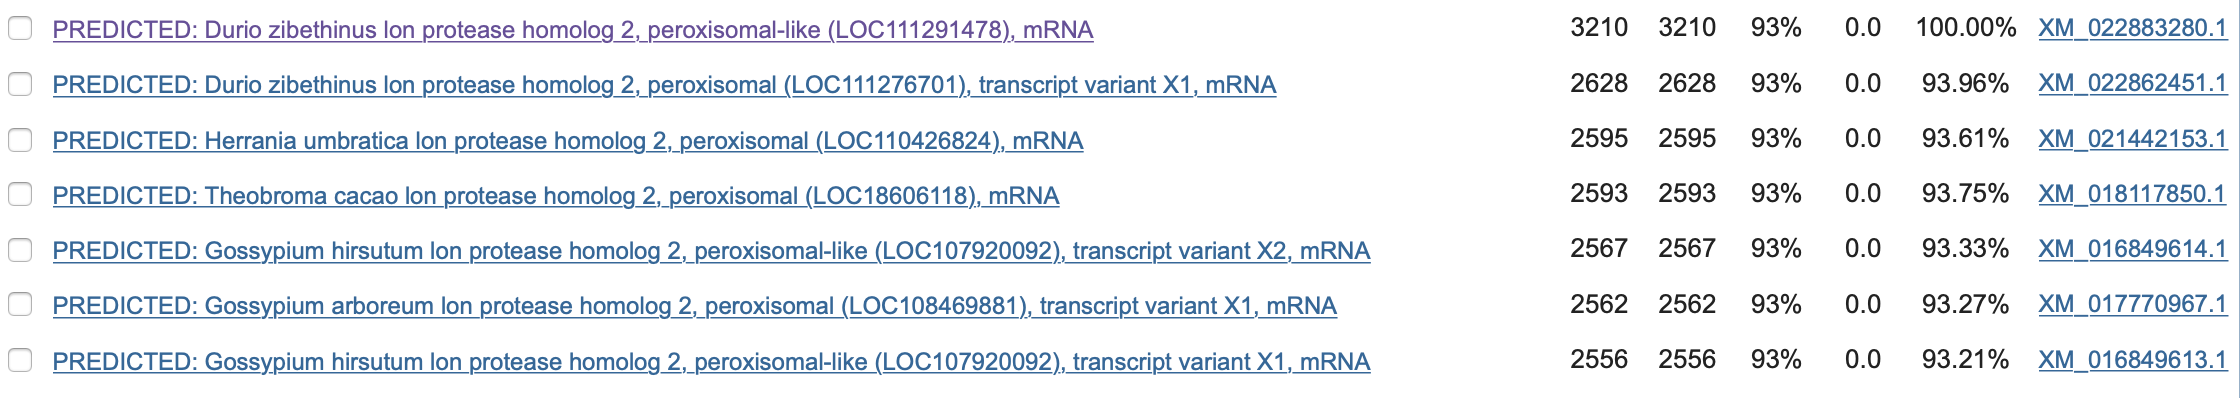 PREDICTED: Durio zibethinus lon protease homolog 2, peroxisomal-like (LOC111291478), mRNA 3210 3210 93% 0.0 100.00% XM_022883280.1
PREDICTED: Durio zibethinus lon protease homolog 2, peroxisomal (LOC111276701), transcript variant X1, mRNA 2628 2628 93% 0.0 93.96% XM_022862451.1
PREDICTED: Herrania umbratica lon protease homolog 2, peroxisomal (LOC110426824), mRNA 2595 2595 93% 0.0 93.61% XM_021442153.1
PREDICTED: Theobroma cacao lon protease homolog 2, peroxisomal (LOC18606118), mRNA 2593 2593 93% 0.0 93.75% XM_018117850.1
PREDICTED: Gossypium hirsutum lon protease homolog 2, peroxisomal-like (LOC107920092), transcript variant X2, mRNA 2567 2567 93% 0.0 93.33% XM_016849614.1
PREDICTED: Gossypium arboreum lon protease homolog 2, peroxisomal (LOC108469881), transcript variant X1, mRNA 2562 2562 93% 0.0 93.27% XM_017770967.1
PREDICTED: Gossypium hirsutum lon protease homolog 2, peroxisomal-like (LOC107920092), transcript variant X1, mRNA 2556 2556 93% 0.0 93.21% XM_016849613.1